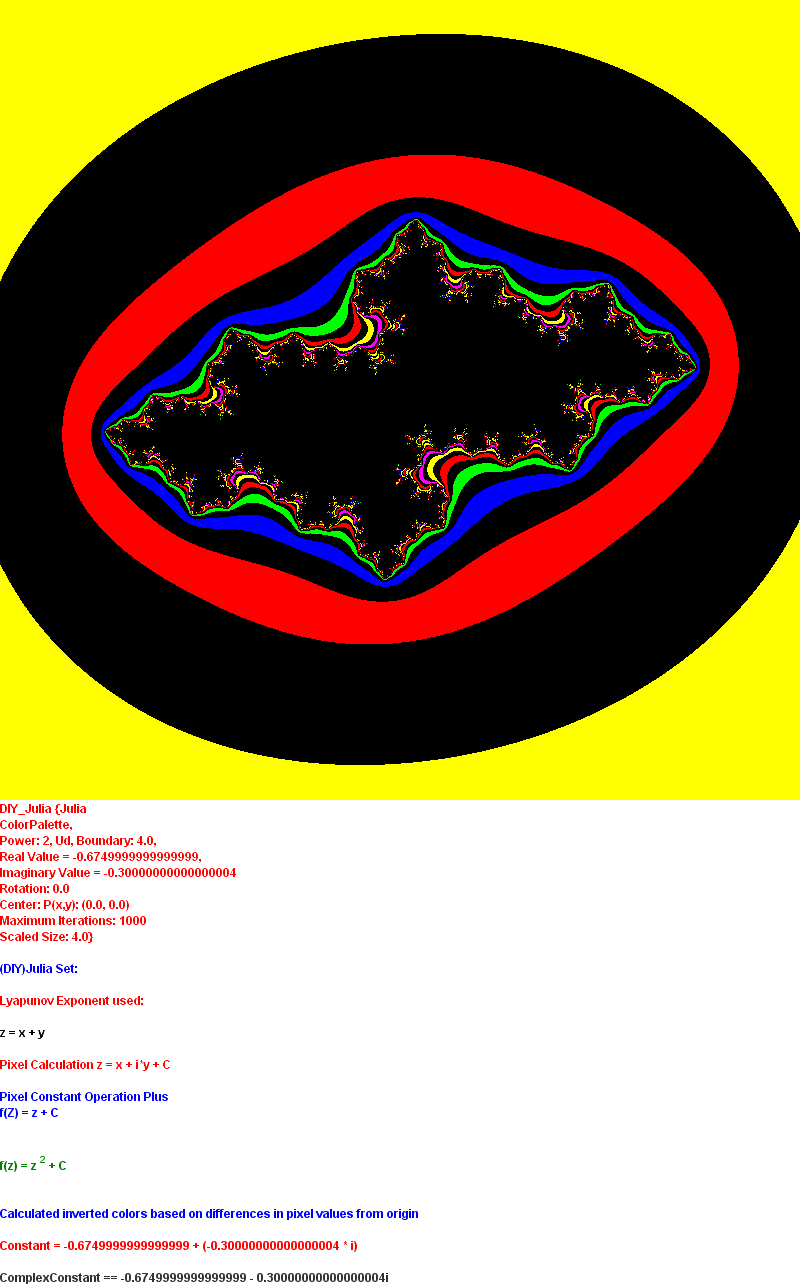 DIY_Julia {Julia
ColorPalette,
Power: 2, Ud, Boundary: 4.0,
Real Value = -0.6749999999999999,
Imaginary Value = -0.30000000000000004
Rotation: 0.0
Center: P(x,y): (0.0, 0.0)
Maximum Iterations: 1000
Scaled Size: 4.0}
(DIY)Julia Set:
Lyapunov Exponent used:
z = x + y
Pixel Calculation z = x + i*y + C
Pixel Constant Operation Plus
f(Z) = z + C
f(z) = z 2 + C
Calculated inverted colors based on differences in pixel values from origin
Constant = -0.6749999999999999 + (-0.30000000000000004 * i)
ComplexConstant == -0.6749999999999999 - 0.30000000000000004i